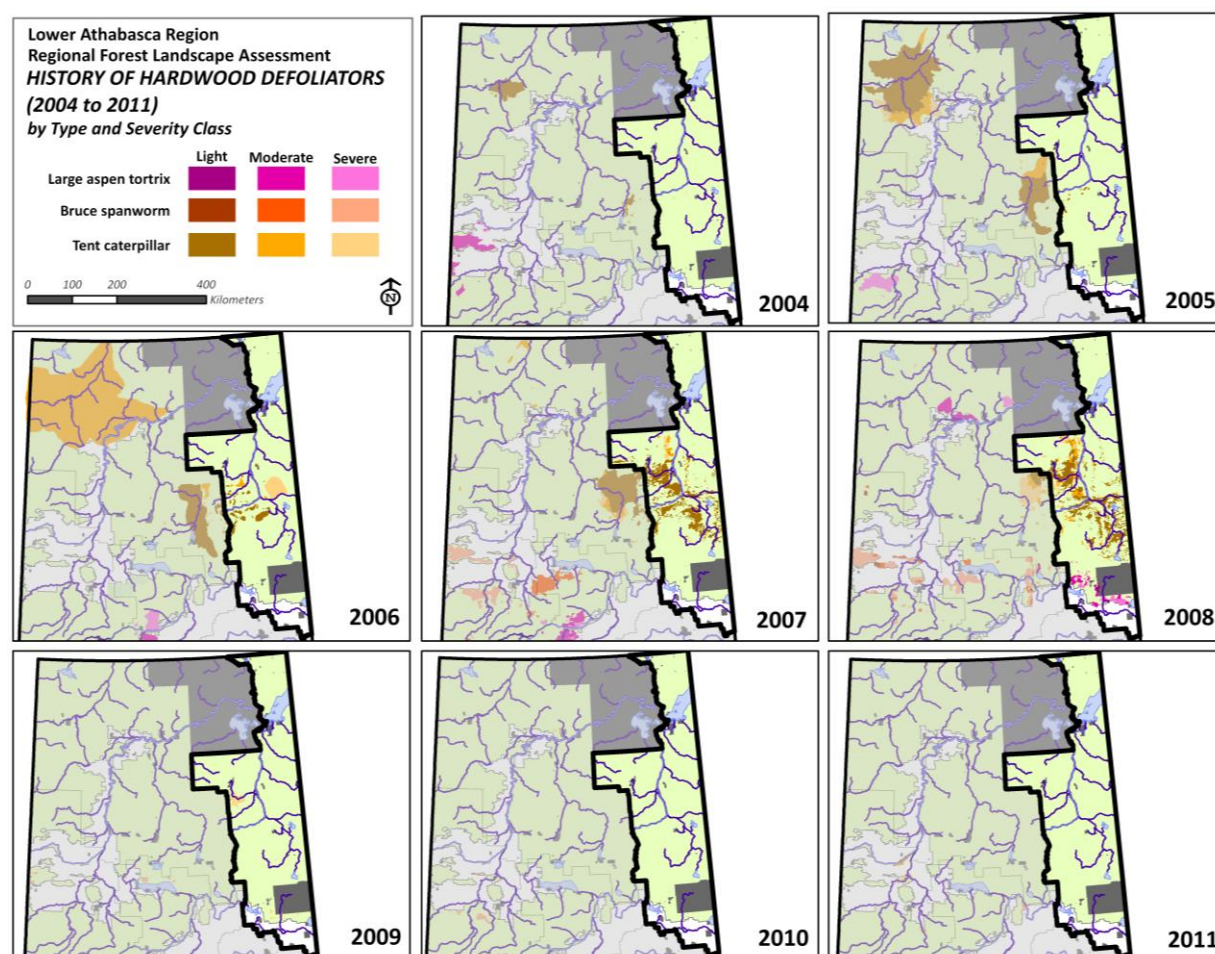 Lower Athabasca Region
Regional Forest Landscape Assessment
HISTORY OF HARDWOOD DEFOLIATORS
(2004 to 2011)
by Type and Severity Class
Light Moderate Severe
Large aspen tortrix
Bruce spanworm
Tent caterpillar
0 100 200 400
Kilometers
N
2004
2005
2006
2007
2008
2009
2010
2011